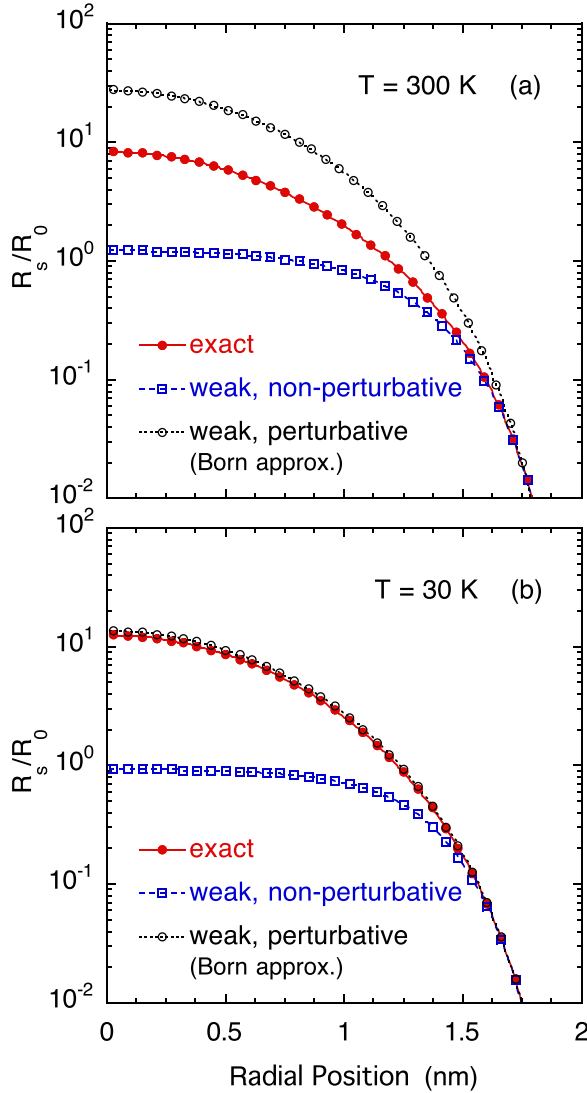 10^2
T = 300 K (a)
10^1
R_s/R_0
10^0
exact
10^-1
weak, non-perturbative
weak, perturbative
(Born approx.)
10^-2
10^2
T = 30 K (b)
10^1
R_s/R_0
10^0
exact
10^-1
weak, non-perturbative
weak, perturbative
(Born approx.)
10^-2
0 0.5 1 1.5 2
Radial Position (nm)